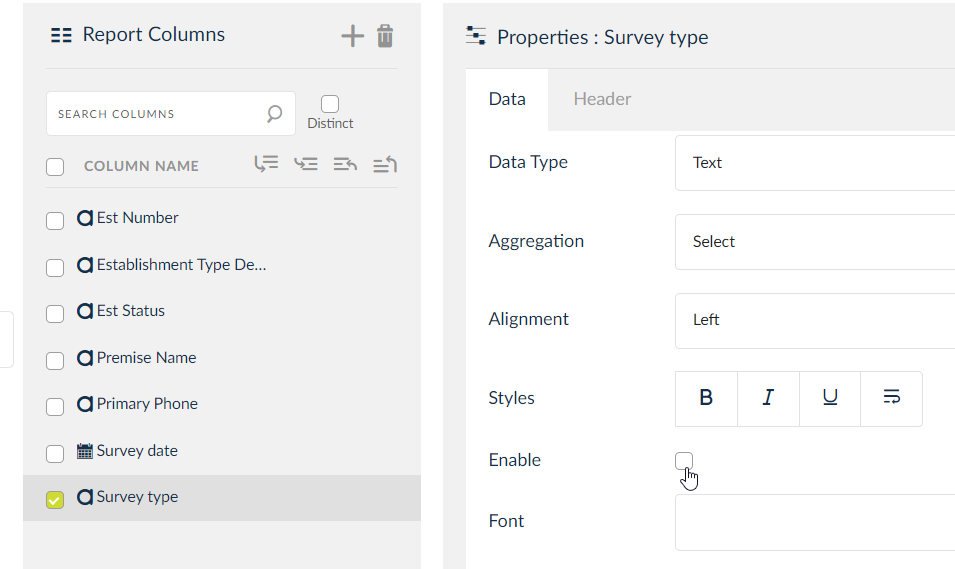 Report Columns
SEARCH COLUMNS
Distinct
COLUMN NAME
Est Number
Establishment Type De...
Est Status
Premise Name
Primary Phone
Survey date
Survey type
Properties : Survey type
Data
Header
Data Type
Text
Aggregation
Select
Alignment
Left
Styles
B
I
U
Enable
Font